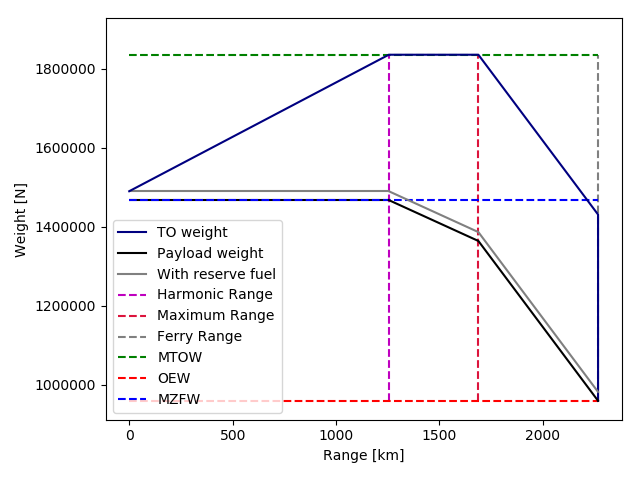 1800000
1600000
1400000
1200000
1000000
Weight [N]
TO weight
Payload weight
With reserve fuel
Harmonic Range
Maximum Range
Ferry Range
MTOW
OEW
MZFW
0 500 1000 1500 2000
Range [km]